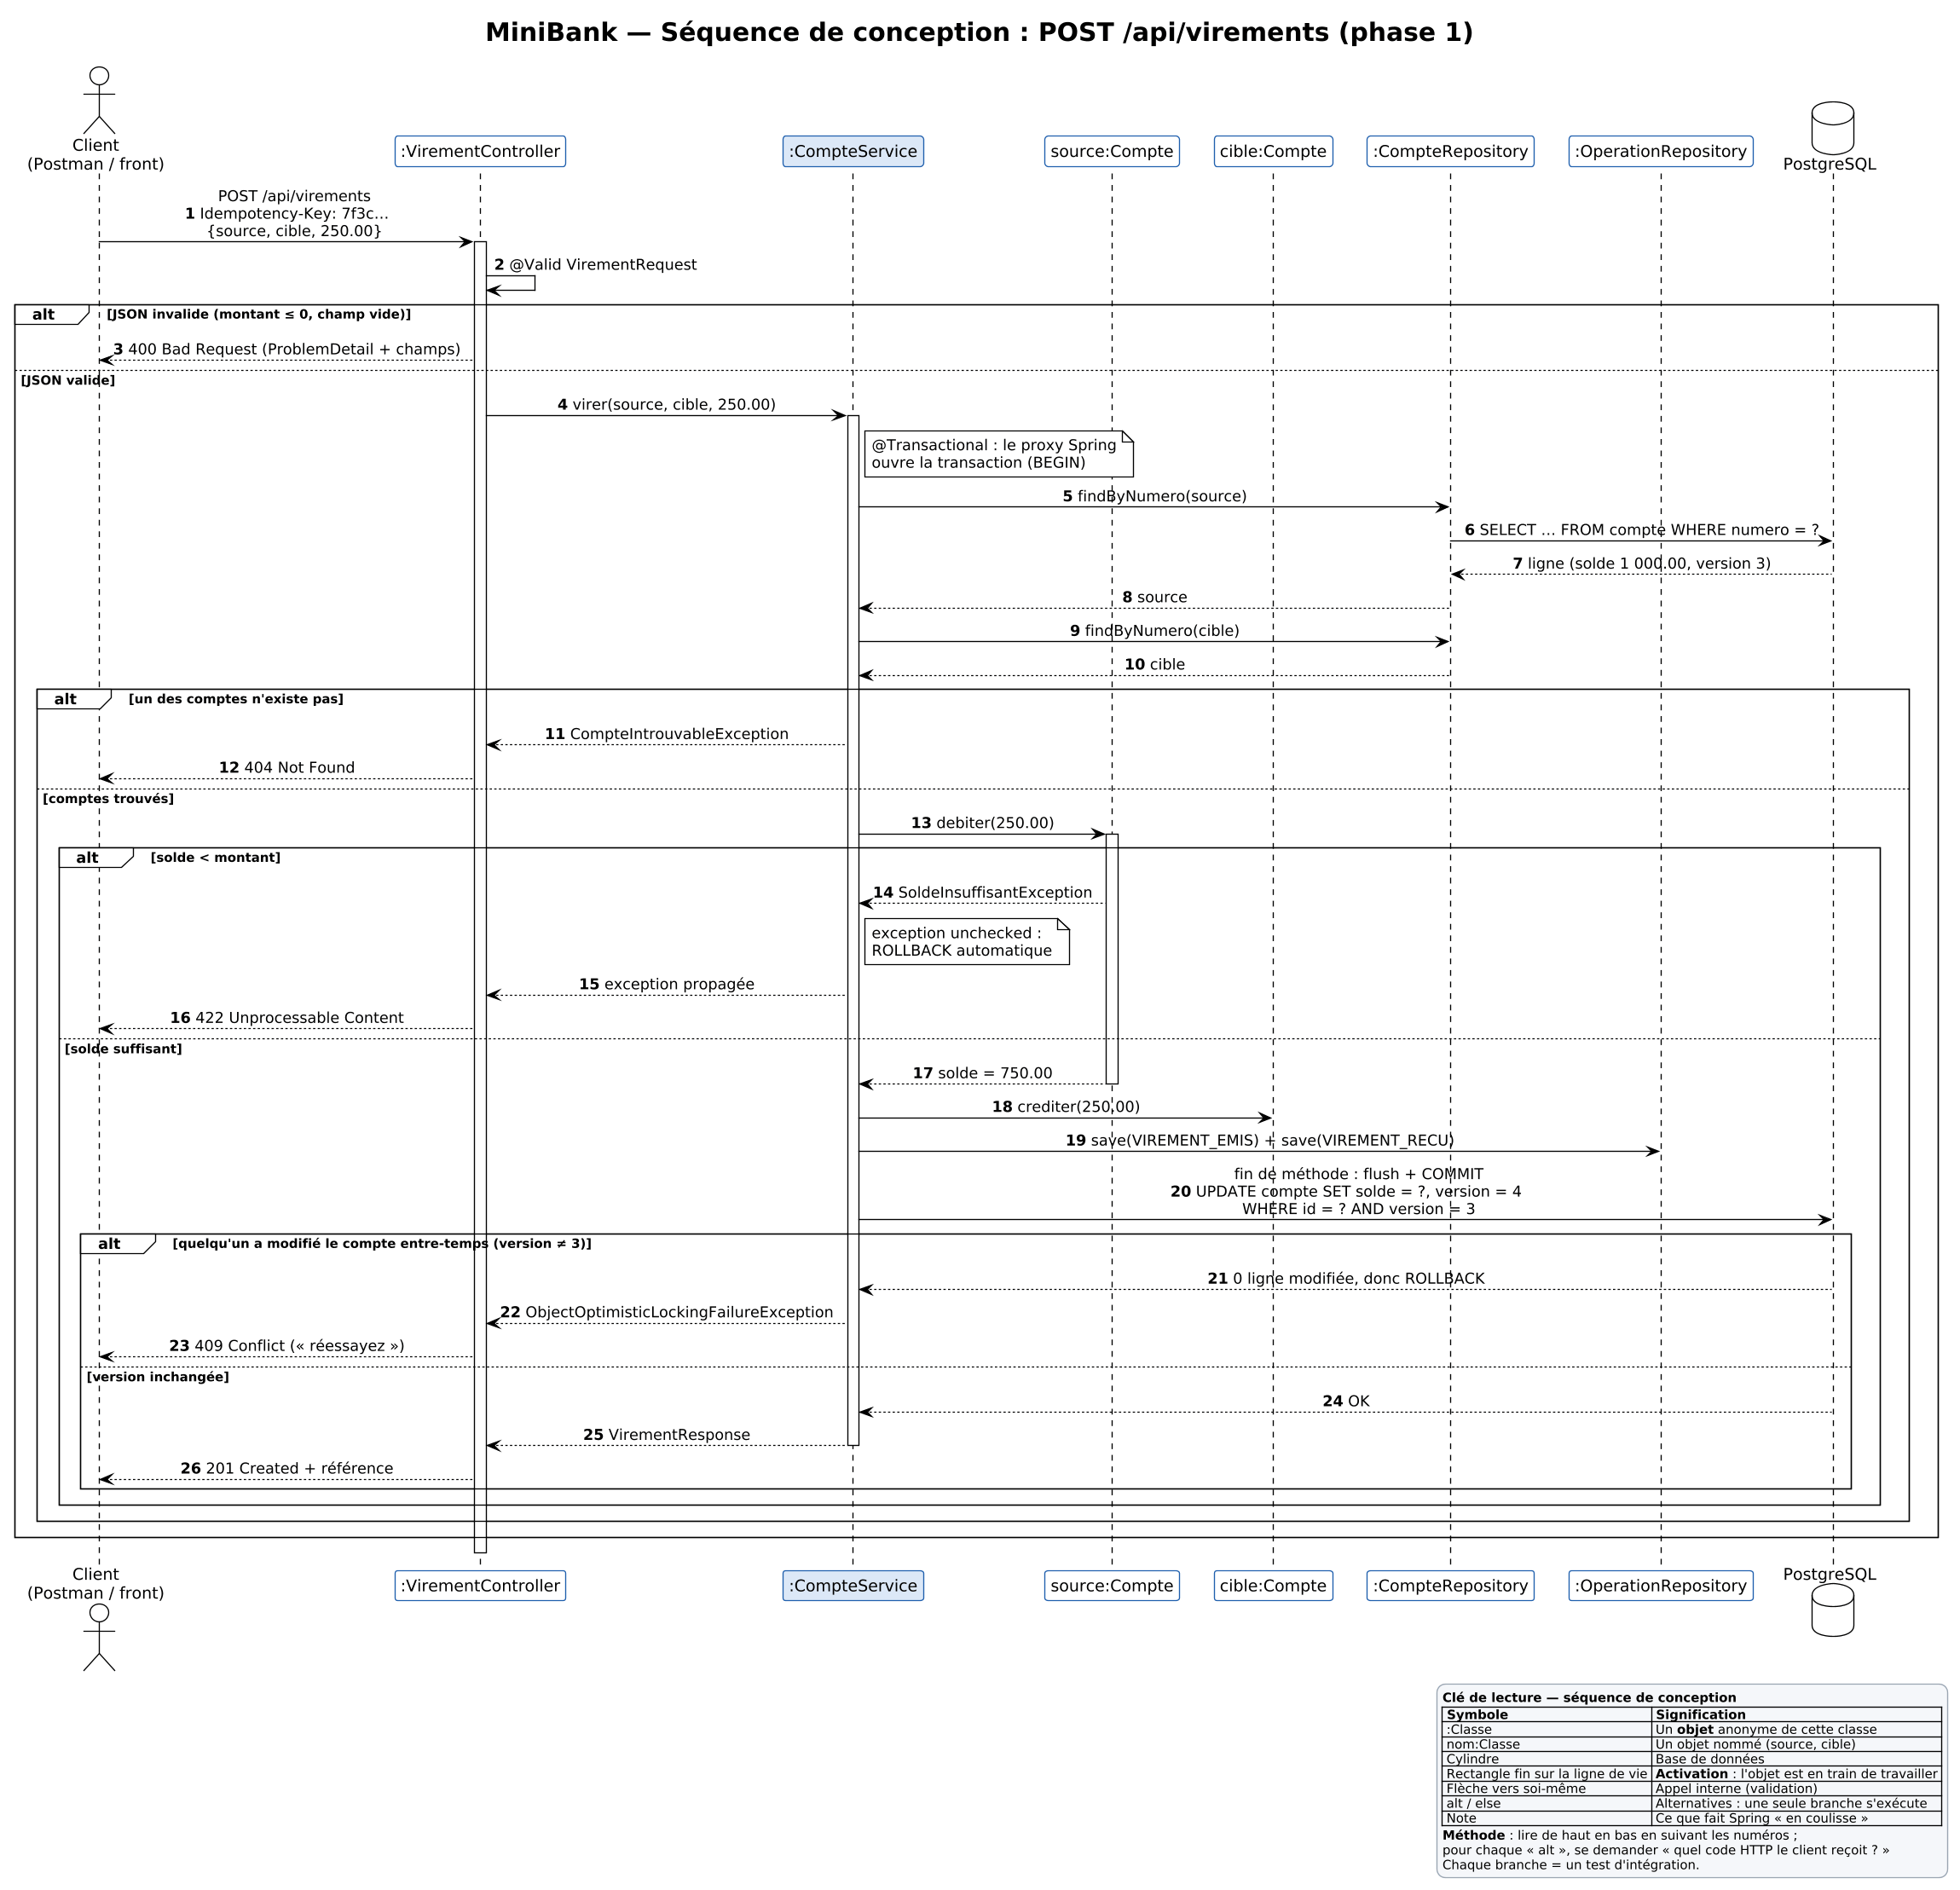 MiniBank — Séquence de conception : POST /api/virements (phase 1)
Client
(Postman / front)
:VirementController
:CompteService
source:Compte
cible:Compte
:CompteRepository
:OperationRepository
PostgreSQL
POST /api/virements
1 Idempotency-Key: 7f3c...
{source, cible, 250.00}
2 @Valid VirementRequest
alt [JSON invalide (montant ≤ 0, champ vide)]
3 400 Bad Request (ProblemDetail + champs)
[JSON valide]
4 virer(source, cible, 250.00)
@Transactional : le proxy Spring
ouvre la transaction (BEGIN)
5 findByNumero(source)
6 SELECT ... FROM compte WHERE numero = ?
7 ligne (solde 1 000.00, version 3)
8 source
9 findByNumero(cible)
10 cible
alt [un des comptes n'existe pas]
11 CompteIntrouvableException
12 404 Not Found
[comptes trouvés]
13 debiter(250.00)
alt [solde < montant]
14 SoldeInsuffisantException
exception unchecked :
ROLLBACK automatique
15 exception propagée
16 422 Unprocessable Content
[solde suffisant]
17 solde = 750.00
18 crediter(250.00)
19 save(VIREMENT_EMIS) + save(VIREMENT_RECU)
fin de méthode : flush + COMMIT
20 UPDATE compte SET solde = ?, version = 4
WHERE id = ? AND version = 3
alt [quelqu'un a modifié le compte entre-temps (version ≠ 3)]
21 0 ligne modifiée, donc ROLLBACK
22 ObjectOptimisticLockingFailureException
23 409 Conflict (« réessayez »)
[version inchangée]
24 OK
25 VirementResponse
26 201 Created + référence
Client
(Postman / front)
:VirementController
:CompteService
source:Compte
cible:Compte
:CompteRepository
:OperationRepository
PostgreSQL
Clé de lecture — séquence de conception
Symbole Signification
:Classe Un objet anonyme de cette classe
nom:Classe Un objet nommé (source, cible)
Cylindre Base de données
Rectangle fin sur la ligne de vie Activation : l'objet est en train de travailler
Flèche vers soi-même Appel interne (validation)
alt / else Alternatives : une seule branche s'exécute
Note Ce que fait Spring « en coulisse »
Méthode : lire de haut en bas en suivant les numéros ;
pour chaque « alt », se demander « quel code HTTP le client reçoit ? »
Chaque branche = un test d'intégration.